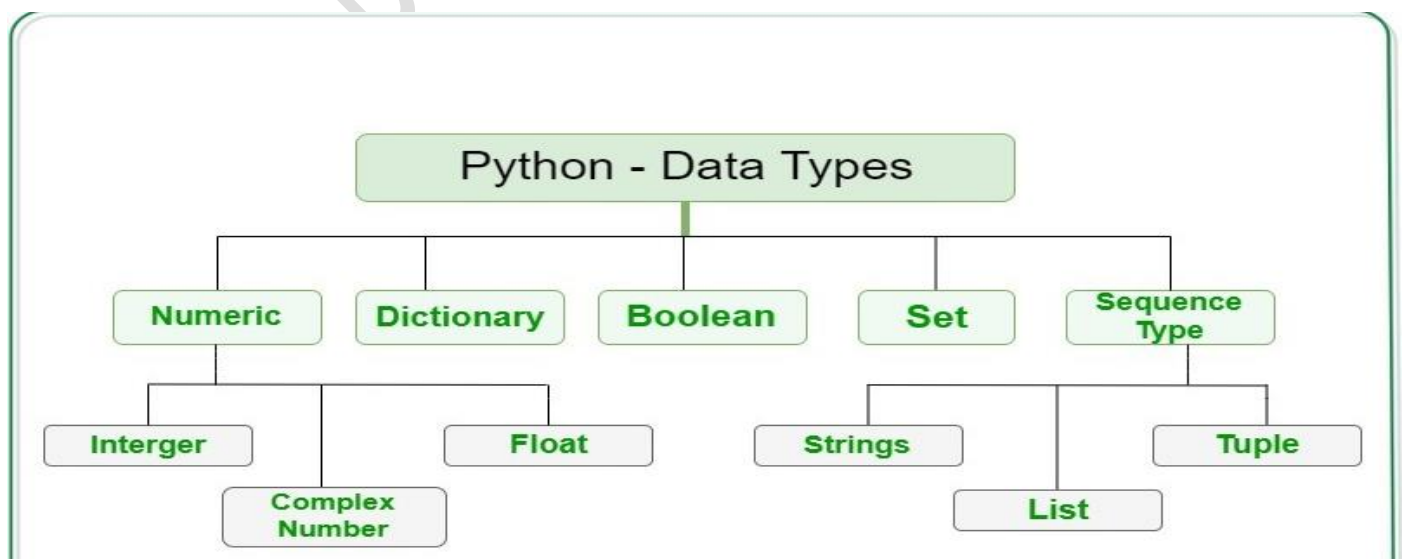 Python - Data Types
Numeric
Dictionary
Boolean
Set
Sequence
Type
Interger
Float
Strings
Tuple
Complex
Number
List